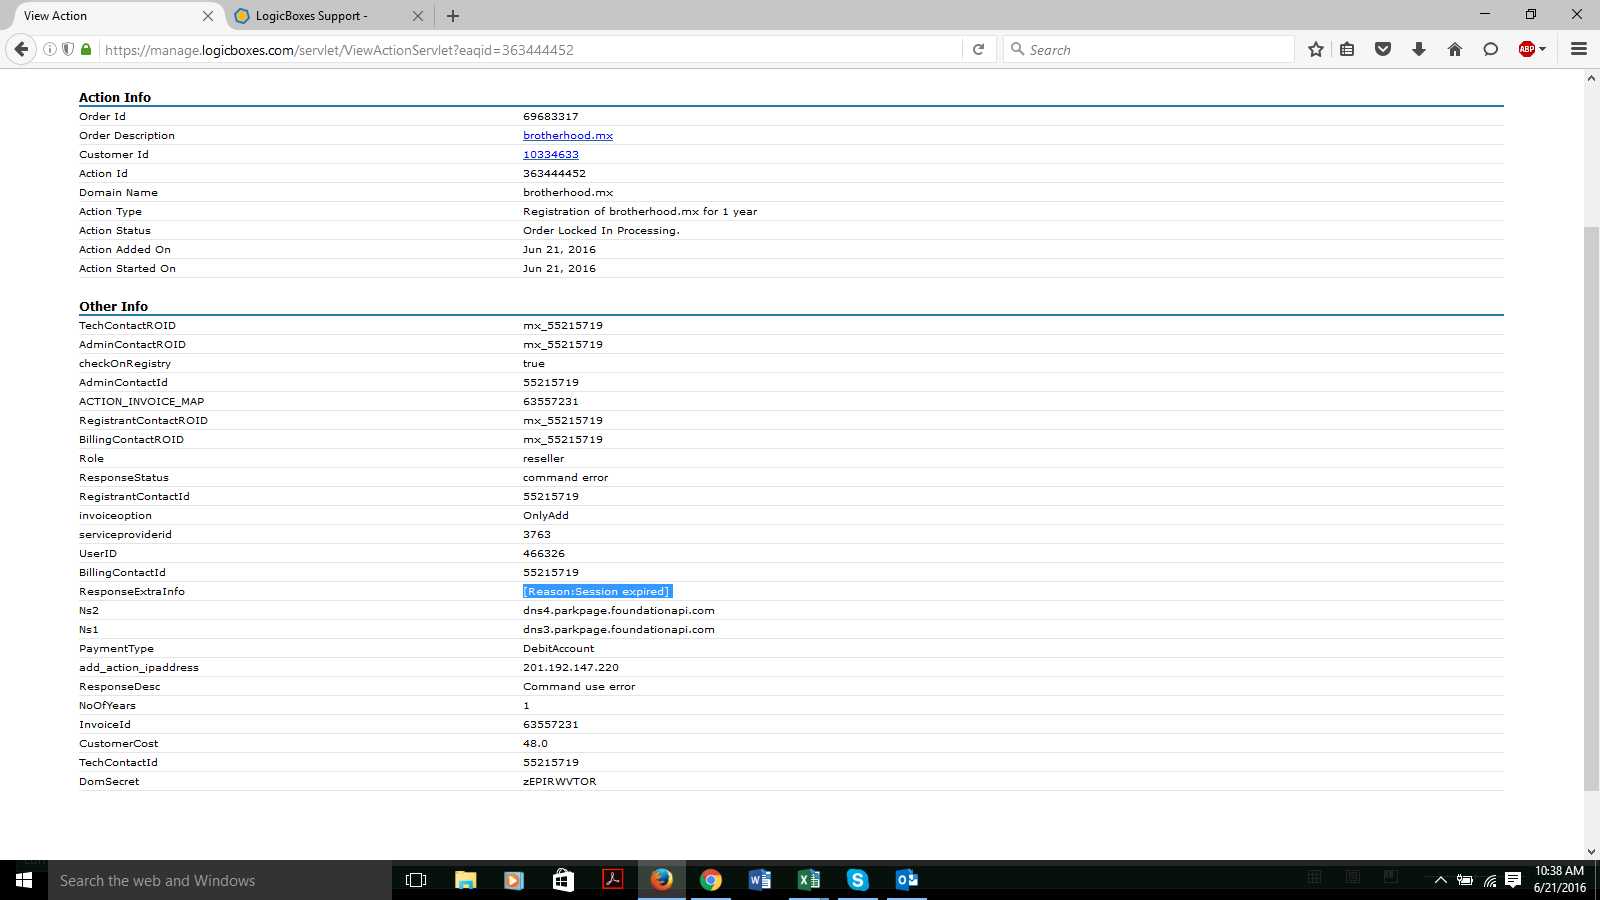 View Action
LogicBoxes Support -
https://manage.logicboxes.com/servlet/ViewActionServlet?eaqid=363444452
Search
ABP
Action Info
Order Id 69683317
Order Description brotherhood.mx
Customer Id 10334633
Action Id 363444452
Domain Name brotherhood.mx
Action Type Registration of brotherhood.mx for 1 year
Action Status Order Locked In Processing.
Action Added On Jun 21, 2016
Action Started On Jun 21, 2016
Other Info
TechContactROID mx_55215719
AdminContactROID mx_55215719
checkOnRegistry true
AdminContactId 55215719
ACTION_INVOICE_MAP 63557231
RegistrantContactROID mx_55215719
BillingContactROID mx_55215719
Role reseller
ResponseStatus command error
RegistrantContactId 55215719
invoiceoption OnlyAdd
serviceproviderid 3763
UserID 466326
BillingContactId 55215719
ResponseExtraInfo [Reason:Session expired]
Ns2 dns4.parkpage.foundationapi.com
Ns1 dns3.parkpage.foundationapi.com
PaymentType DebitAccount
add_action_ipaddress 201.192.147.220
ResponseDesc Command use error
NoOfYears 1
InvoiceId 63557231
CustomerCost 48.0
TechContactId 55215719
DomSecret zEPIRWVTOR
Search the web and Windows
10:38 AM
6/21/2016